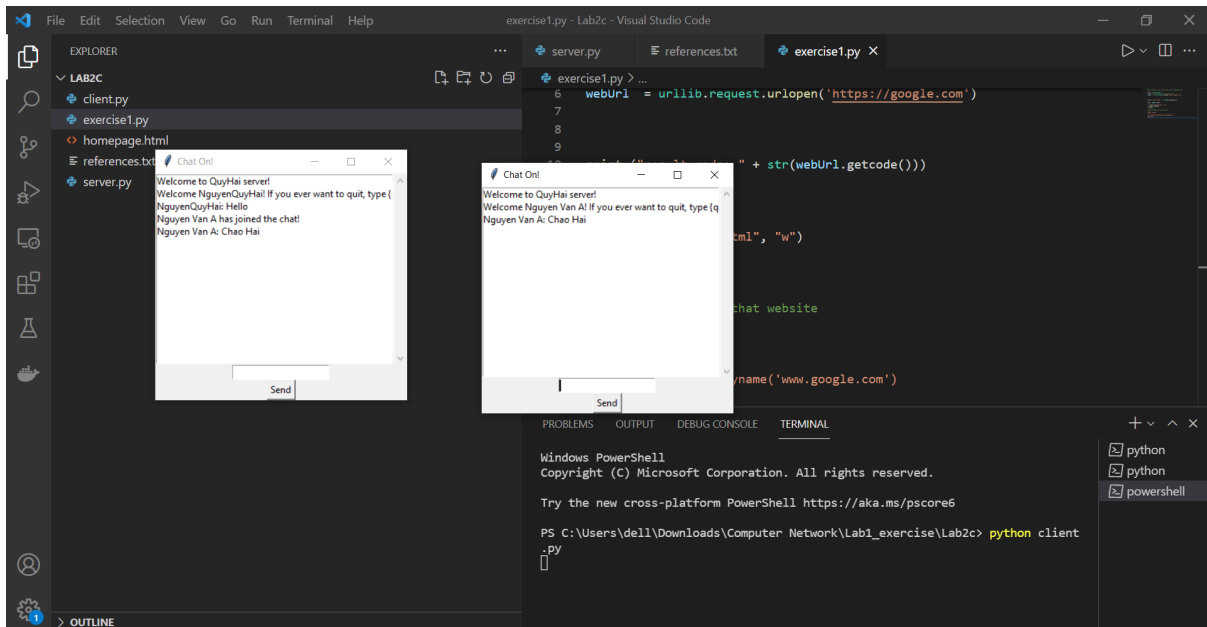 File Edit Selection View Go Run Terminal Help
exercise1.py - Lab2c - Visual Studio Code
EXPLORER
LAB2C
client.py
exercise1.py
homepage.html
references.txt
server.py
OUTLINE
1
server.py references.txt exercise1.py
exercise1.py > ...
6 webUrl = urllib.request.urlopen('https://google.com')
7
8
9
" + str(webUrl.getcode()))
ml", "w")
that website
yname('www.google.com')
Chat On!
Welcome to QuyHai server!
Welcome NguyenQuyHai! If you ever want to quit, type {
NguyenQuyHai: Hello
Nguyen Van A has joined the chat!
Nguyen Van A: Chao Hai
Send
Chat On!
Welcome to QuyHai server!
Welcome Nguyen Van A! If you ever want to quit, type {q
Nguyen Van A: Chao Hai
Send
PROBLEMS OUTPUT DEBUG CONSOLE TERMINAL
Windows PowerShell
Copyright (C) Microsoft Corporation. All rights reserved.
Try the new cross-platform PowerShell https://aka.ms/pscore6
PS C:\Users\dell\Downloads\Computer Network\Lab1_exercise\Lab2c> python client
.py
python
python
powershell